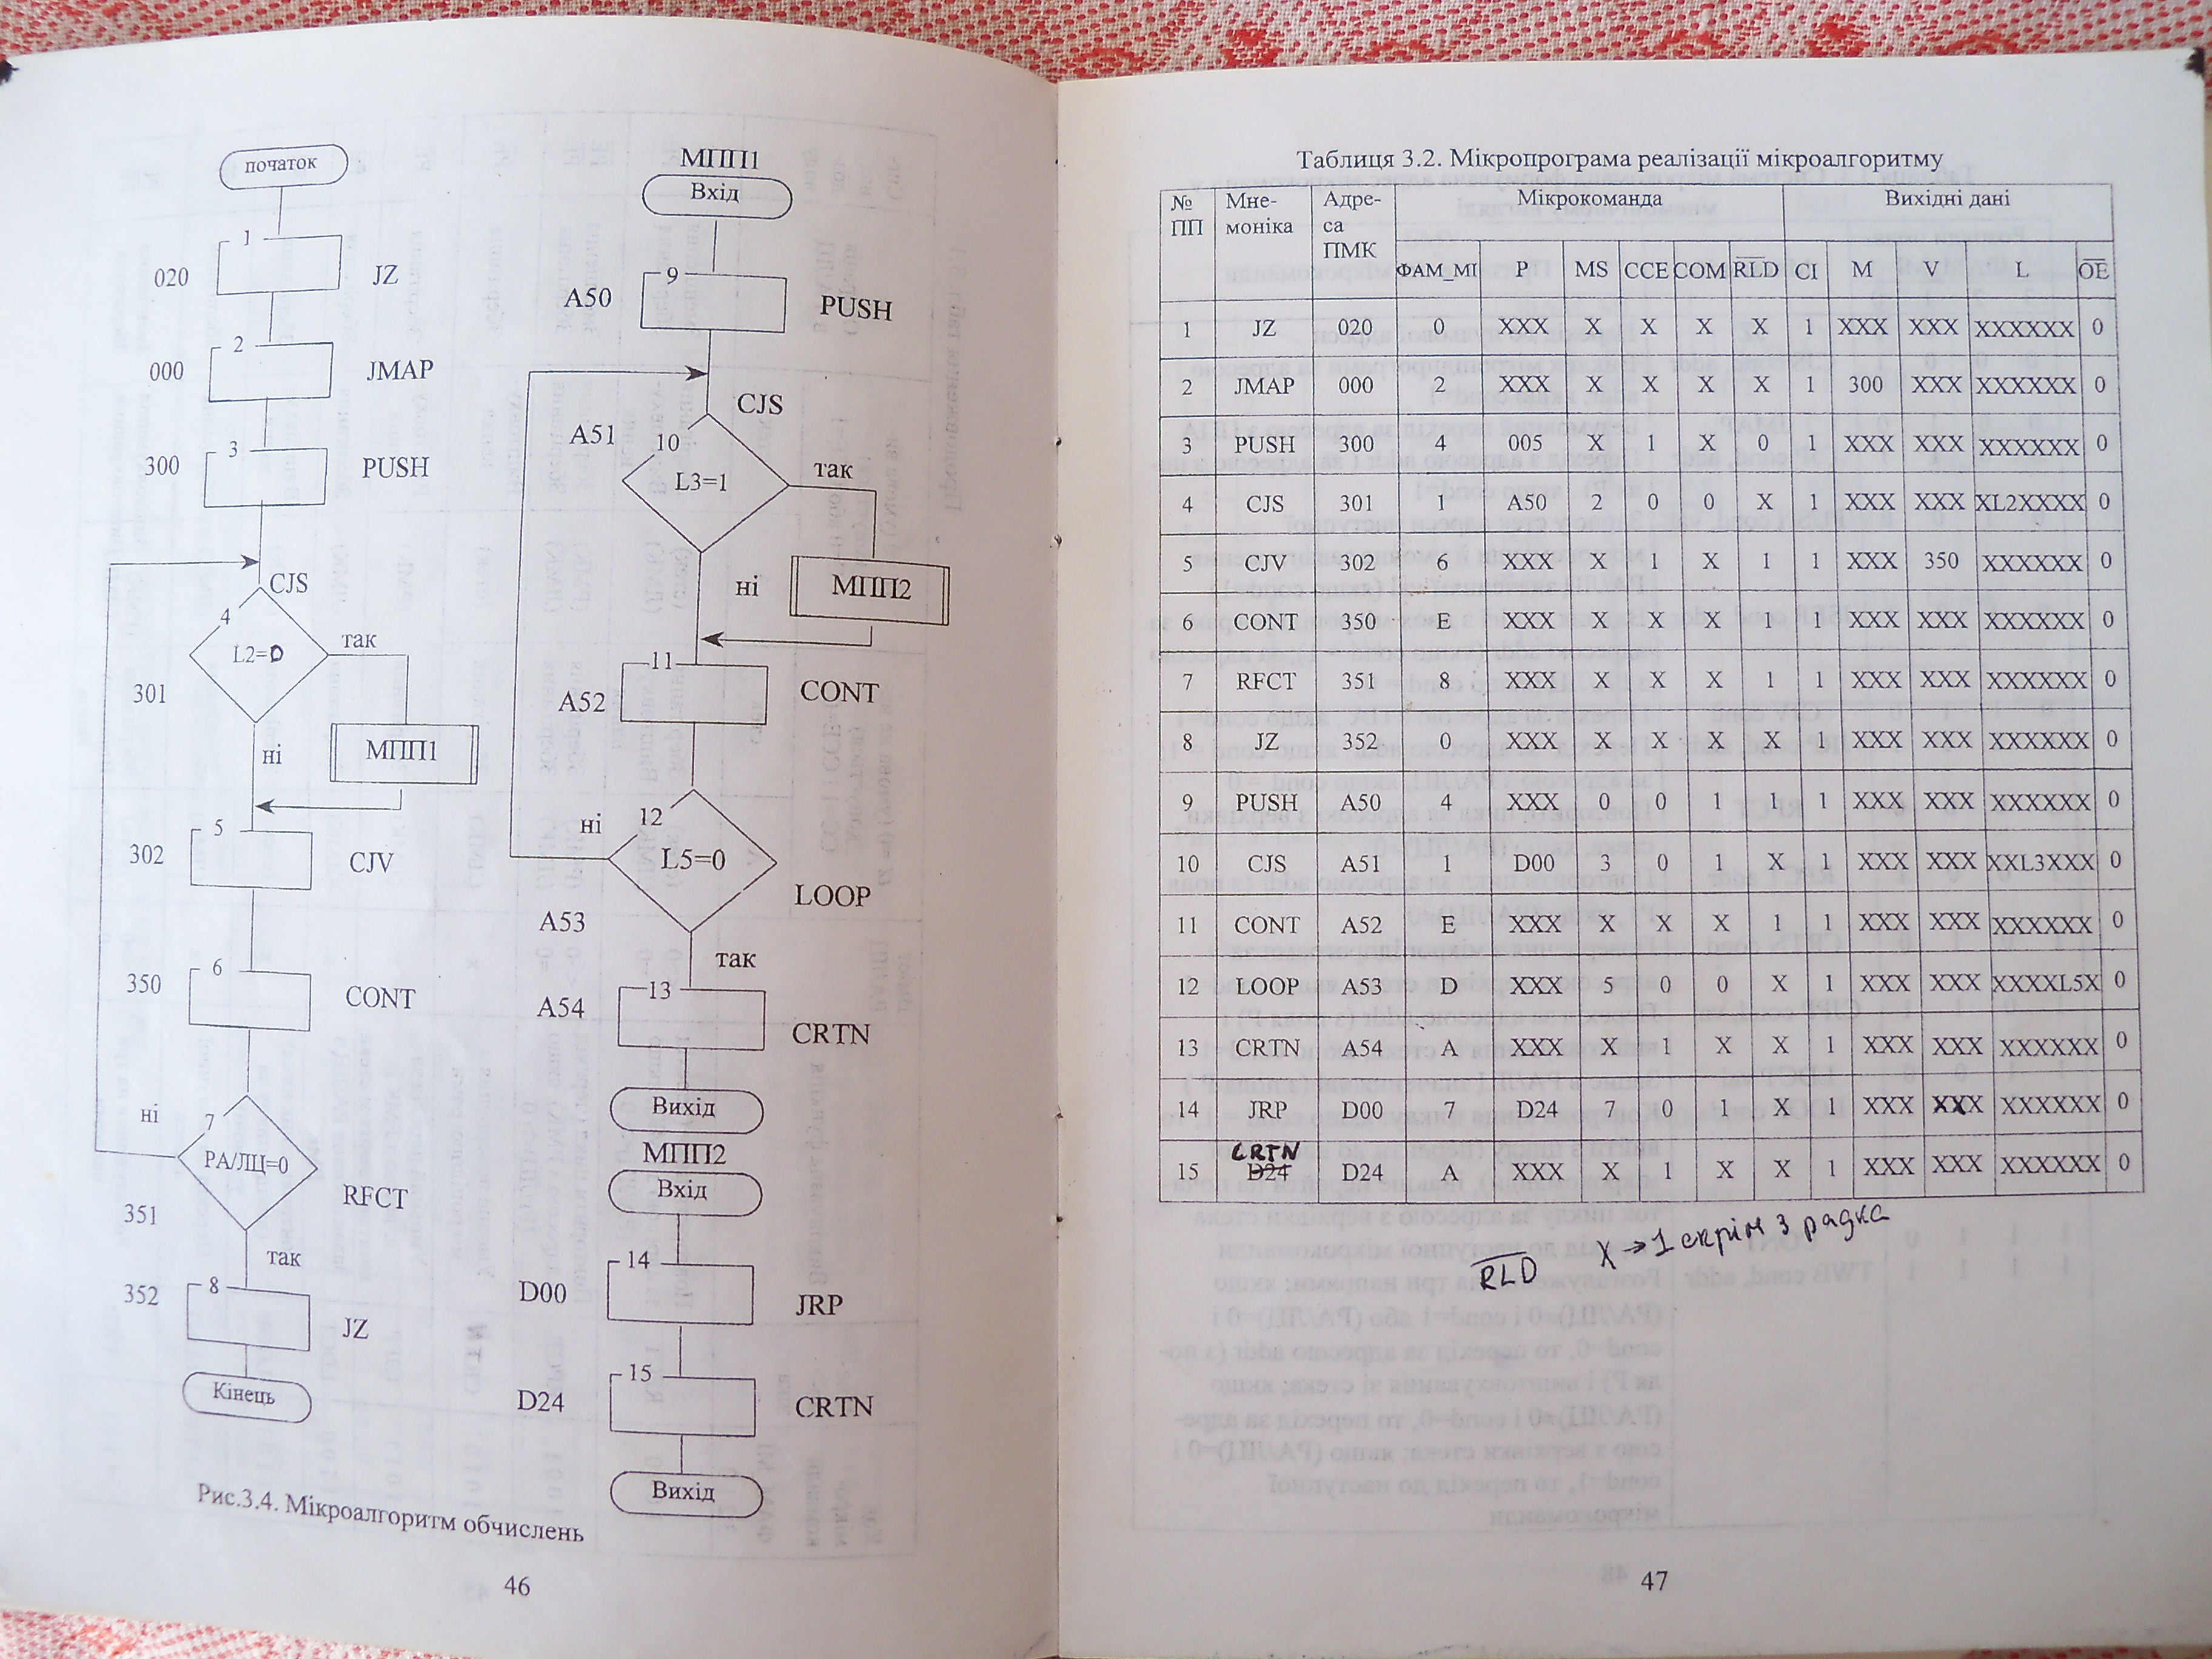 початок
1
020
JZ
2
000
JMAP
3
300
PUSH
CJS
4
L2=0
так
301
ні
МПП1
5
302
CJV
6
350
CONT
ні
7
РА/ЛЦ=0
351
RFCT
так
8
352
JZ
Кінець
МПП1
Вхід
9
A50
PUSH
CJS
A51
10
L3=1
так
ні
МПП2
11
A52
CONT
ні
12
L5=0
LOOP
A53
так
13
A54
CRTN
Вихід
МПП2
Вхід
14
D00
JRP
15
D24
CRTN
Вихід
Рис.3.4. Мікроалгоритм обчислень
46
Таблиця 3.2. Мікропрограма реалізації мікроалгоритму
№ ПП Мне- моніка Адре- са ПМК Мікрокоманда Вихідні дані
ФАМ_МІ P MS CCE COM RLD CI M V L OE
1 JZ 020 0 XXX X X X X 1 XXX XXX XXXXXX 0
2 JMAP 000 2 XXX X X X X 1 300 XXX XXXXXX 0
3 PUSH 300 4 005 X 1 X 0 1 XXX XXX XXXXXX 0
4 CJS 301 1 A50 2 0 0 X 1 XXX XXX XL2XXXX 0
5 CJV 302 6 XXX X 1 X 1 1 XXX 350 XXXXXX 0
6 CONT 350 E XXX X X X 1 1 XXX XXX XXXXXX 0
7 RFCT 351 8 XXX X X X 1 1 XXX XXX XXXXXX 0
8 JZ 352 0 XXX X X X X 1 XXX XXX XXXXXX 0
9 PUSH A50 4 XXX 0 0 1 1 1 XXX XXX XXXXXX 0
10 CJS A51 1 D00 3 0 1 X 1 XXX XXX XXL3XXX 0
11 CONT A52 E XXX X X X 1 1 XXX XXX XXXXXX 0
12 LOOP A53 D XXX 5 0 0 X 1 XXX XXX XXXXL5X 0
13 CRTN A54 A XXX X 1 X X 1 XXX XXX XXXXXX 0
14 JRP D00 7 D24 7 0 1 X 1 XXX XXX XXXXXX 0
CRTN
15 D24 D24 A XXX X 1 X X 1 XXX XXX XXXXXX 0
RLD X → 1 скрім 3 рядка
47